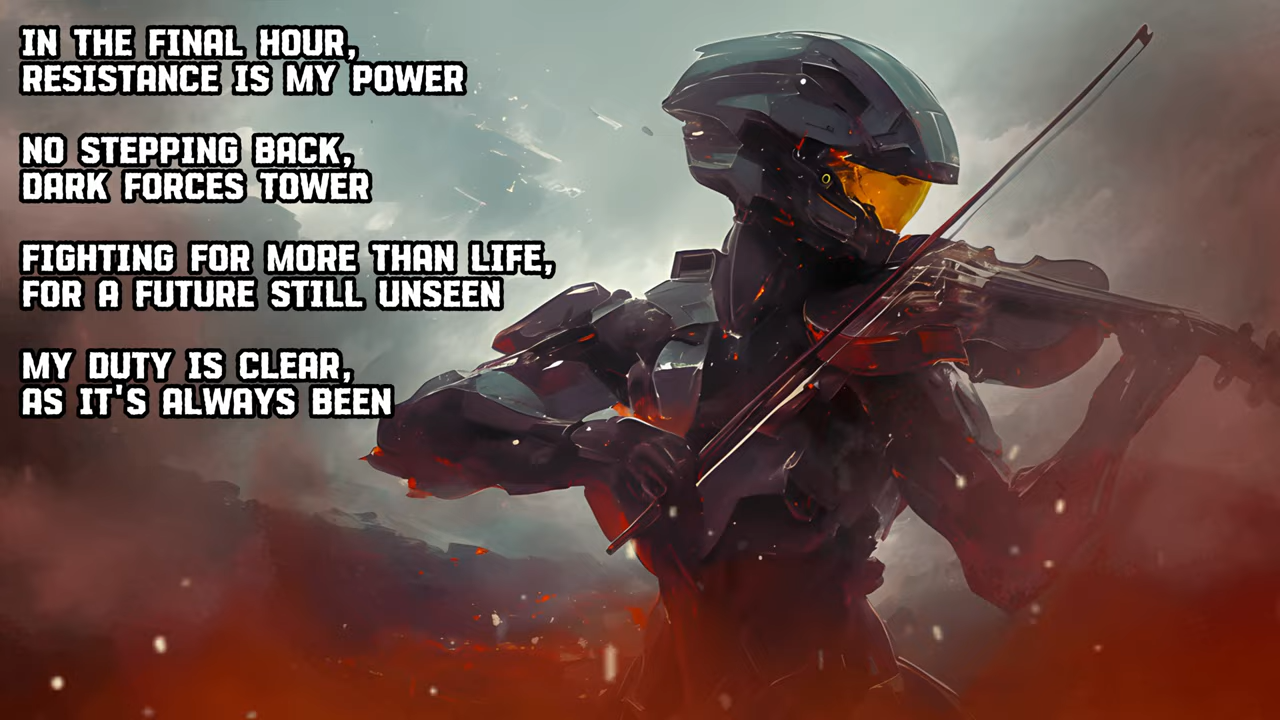 IN THE FINAL HOUR,
RESISTANCE IS MY POWER
NO STEPPING BACK,
DARK FORCES TOWER
FIGHTING FOR MORE THAN LIFE,
FOR A FUTURE STILL UNSEEN
MY DUTY IS CLEAR,
AS IT'S ALWAYS BEEN